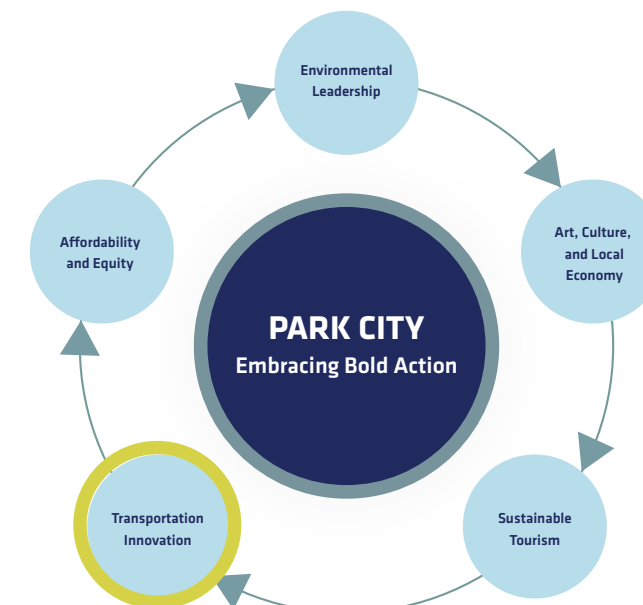 Environmental
Leadership
Art, Culture,
and Local
Economy
Affordability
and Equity
PARK CITY
Embracing Bold Action
Transportation
Innovation
Sustainable
Tourism